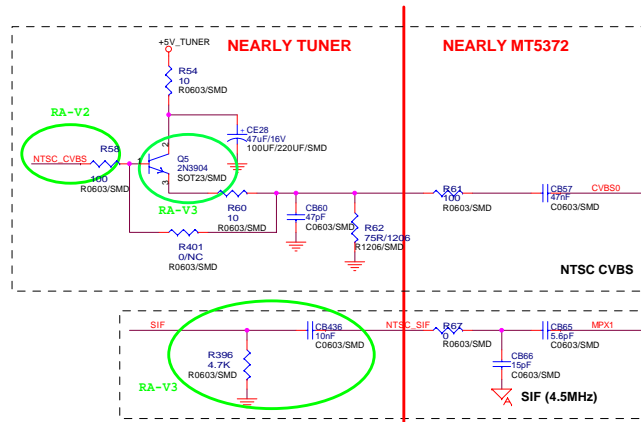 +5V_TUNER
NEARLY TUNER
NEARLY MT5372
R54
10
R0603/SMD
RA-V2
R58
NTSC_CVBS
100
R0603/SMD
1
2
3
Q5
2N3904
SOT23/SMD
RA-V3
+
CE28
47uF/16V
100UF/220UF/SMD
R60
10
R0603/SMD
R401
0/NC
R0603/SMD
CB60
47pF
C0603/SMD
R62
75R/1206
R1206/SMD
R61
100
R0603/SMD
CB57
47nF
C0603/SMD
CVBS0
NTSC CVBS
SIF
CB436
10nF
C0603/SMD
R396
4.7K
R0603/SMD
RA-V3
NTSC_SIF
R67
0
R0603/SMD
CB65
5.6pF
C0603/SMD
MPX1
CB66
15pF
C0603/SMD
A
SIF (4.5MHz)